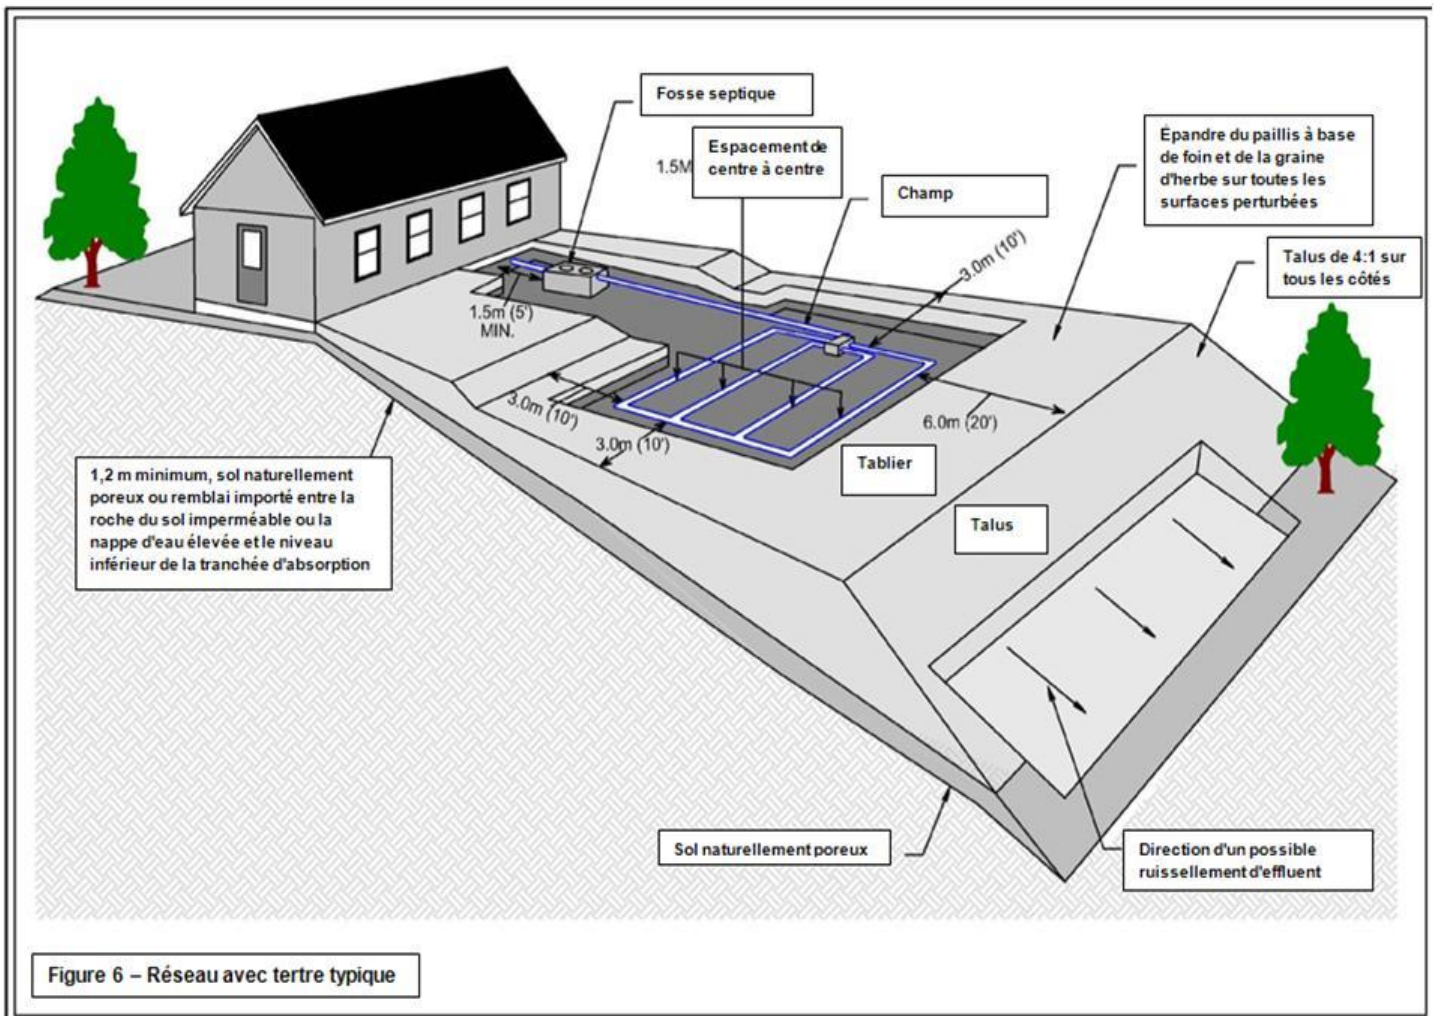 Fosse septique
Espacement de
centre à centre
1.5M
Champ
Épandre du paillis à base
de foin et de la graine
d'herbe sur toutes les
surfaces perturbées
Talus de 4:1 sur
tous les côtés
3.0m (10')
1.5m (5')
MIN.
3.0m (10')
3.0m (10')
6.0m (20')
Tablier
Talus
1,2 m minimum, sol naturellement
poreux ou remblai importé entre la
roche du sol imperméable ou la
nappe d'eau élevée et le niveau
inférieur de la tranchée d'absorption
Sol naturellement poreux
Direction d'un possible
ruissellement d'effluent
Figure 6 – Réseau avec tertre typique